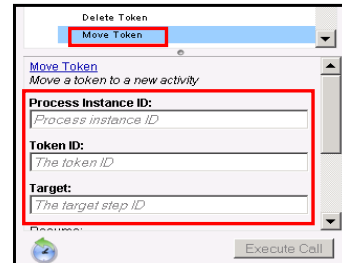 Delete Token
Move Token
Move Token
Move a token to a new activity
Process Instance ID:
Process instance ID
Token ID:
The token ID
Target:
The target step ID
Resume:
Execute Call